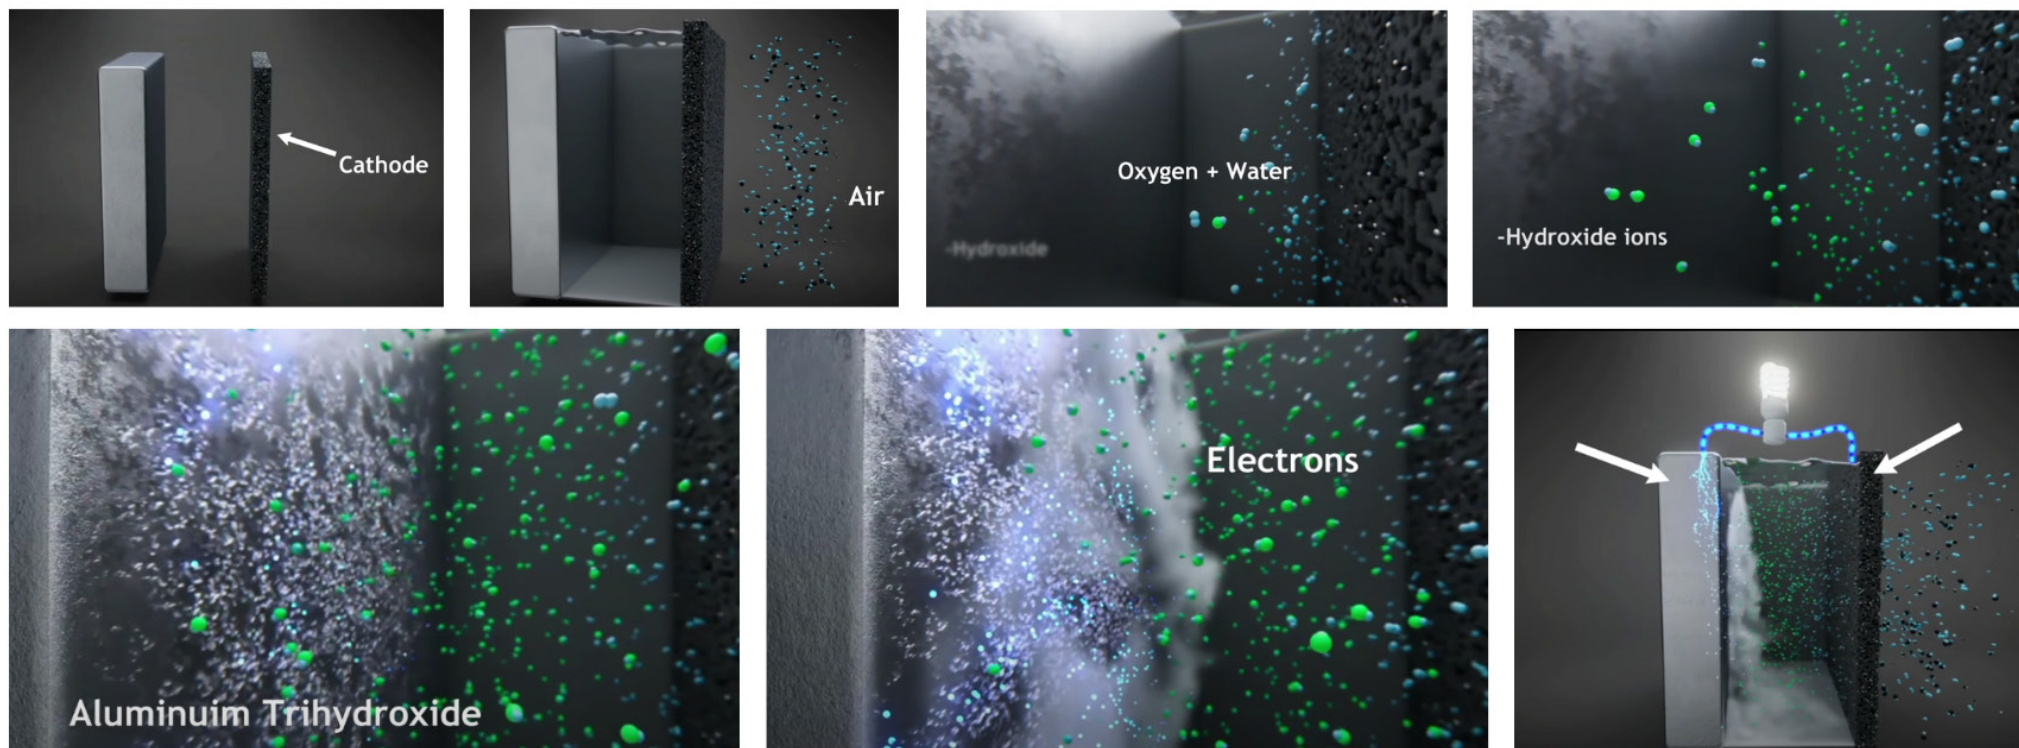 Cathode
Air
Oxygen + Water
-Hydroxide
-Hydroxide ions
Aluminuim Trihydroxide
Electrons